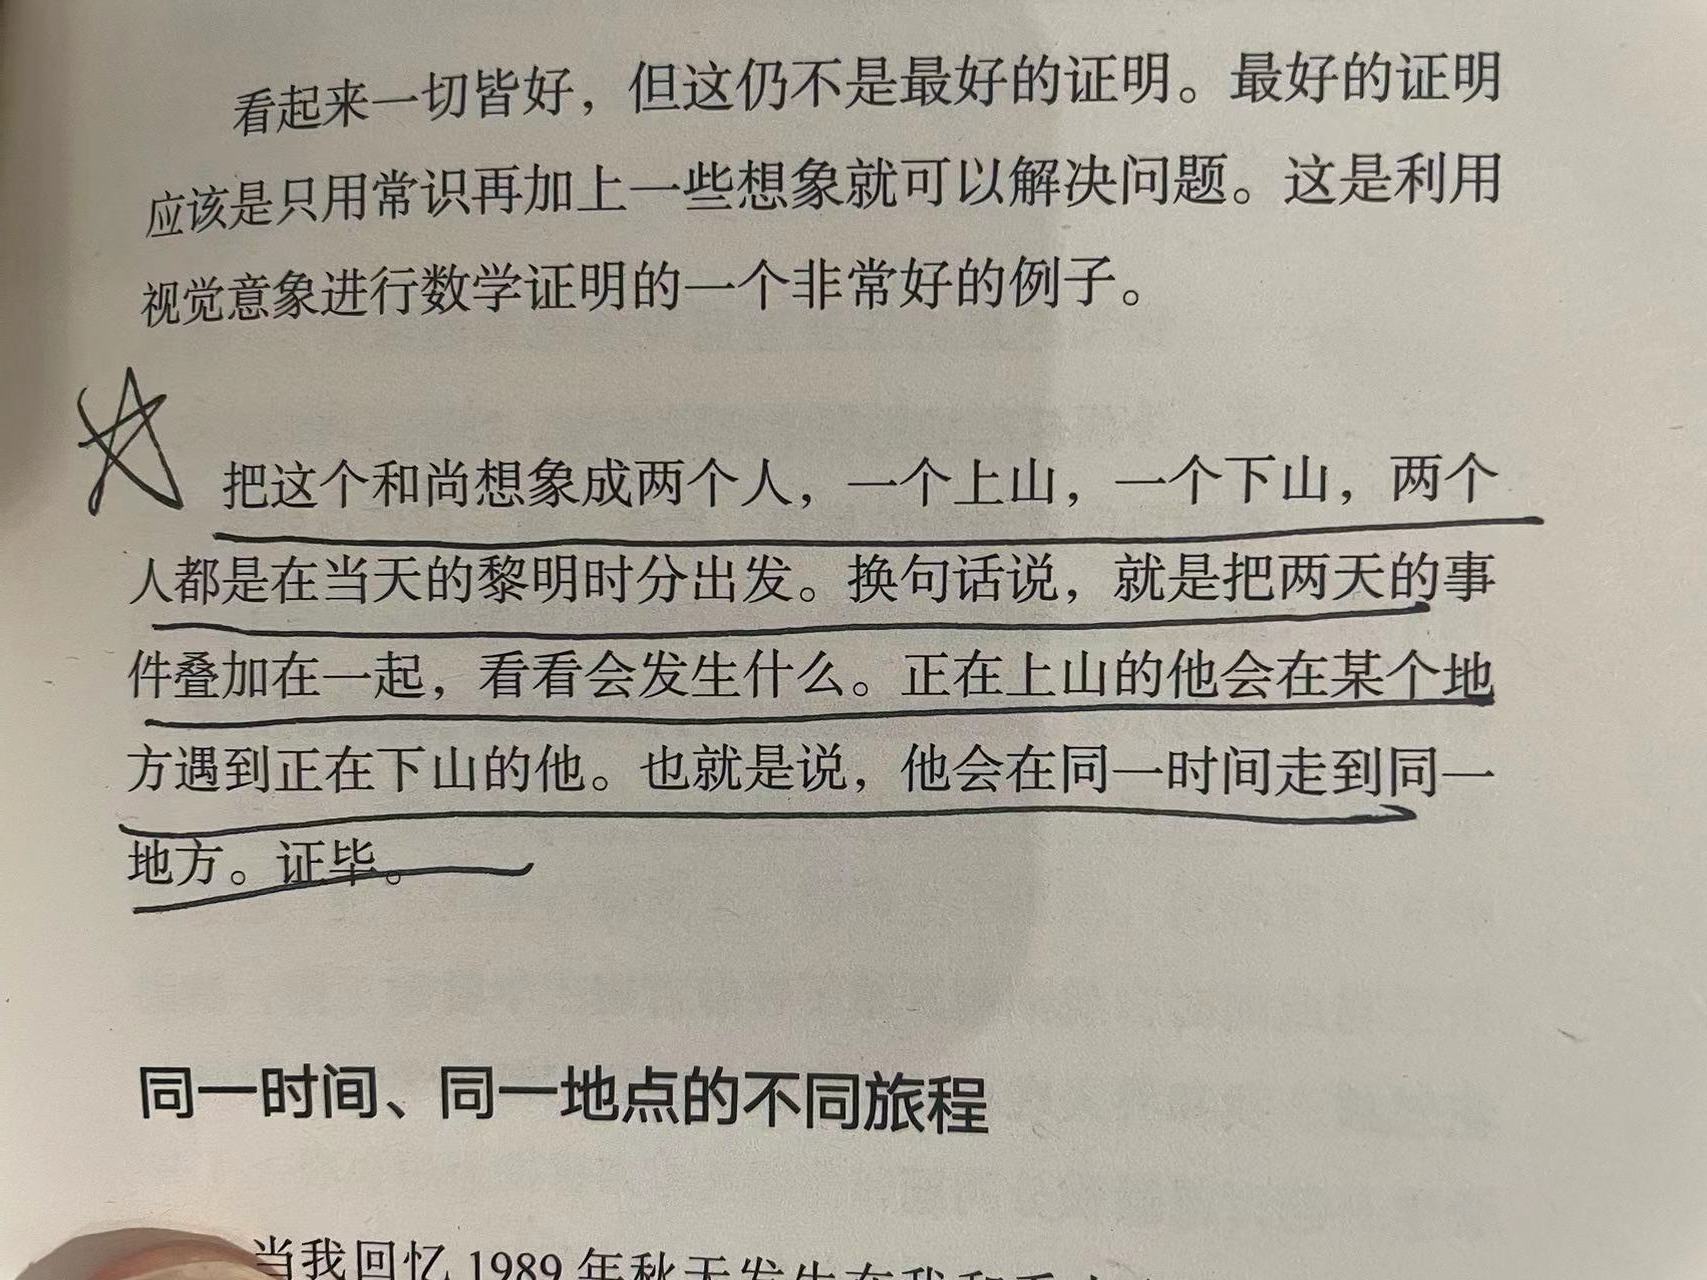 看起来一切皆好，但这仍不是最好的证明。最好的证明
应该是只用常识再加上一些想象就可以解决问题。这是利用
视觉意象进行数学证明的一个非常好的例子。
把这个和尚想象成两个人，一个上山，一个下山，两个
人都是在当天的黎明时分出发。换句话说，就是把两天的事
件叠加在一起，看看会发生什么。正在上山的他会在某个地
方遇到正在下山的他。也就是说，他会在同一时间走到同一
地方。证毕。
同一时间、同一地点的不同旅程
当我回忆 1989 年秋天发生在我和